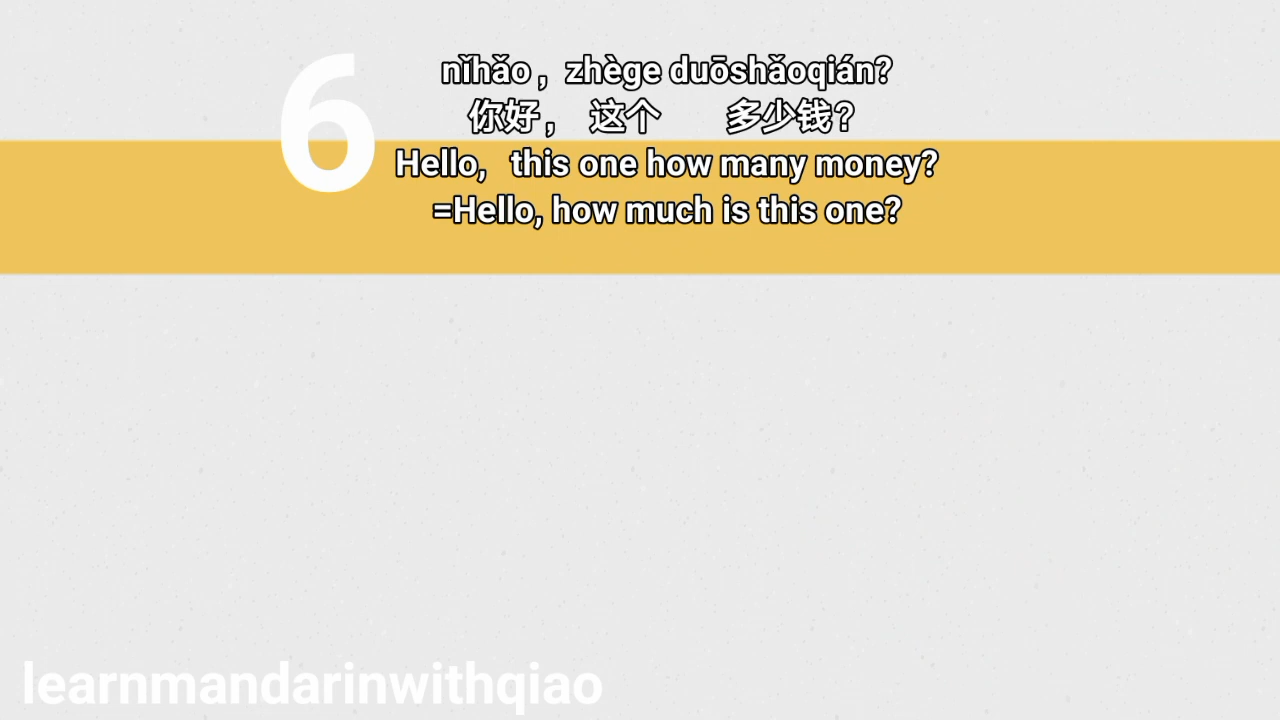 6
nǐhǎo, zhège duōshǎoqián?
你好, 这个 多少钱?
Hello, this one how many money?
=Hello, how much is this one?
learnmandarinwithqiao